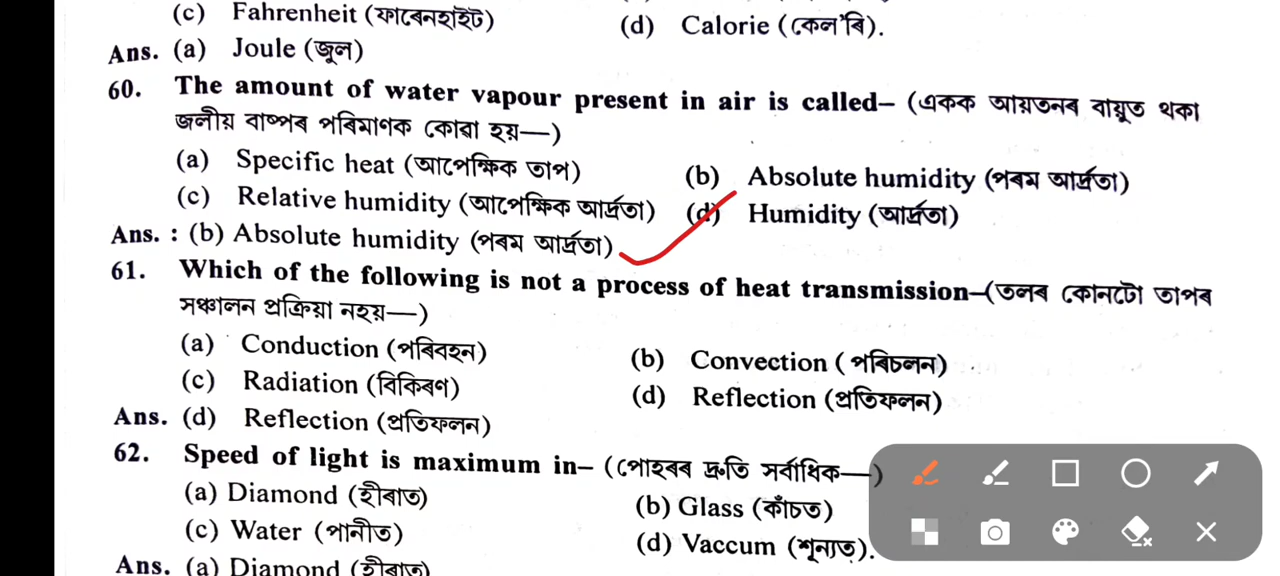 (c) Fahrenheit (ফাৰেনহাইট) (d) Calorie (কেল'ৰি).
Ans. (a) Joule (জুল)
60. The amount of water vapour present in air is called– (একক আয়তনৰ বায়ুত থকা
জলীয় বাষ্পৰ পৰিমাণক কোৱা হয়—)
(a) Specific heat (আপেক্ষিক তাপ) (b) Absolute humidity (পৰম আৰ্দ্ৰতা)
(c) Relative humidity (আপেক্ষিক আৰ্দ্ৰতা) (d) Humidity (আৰ্দ্ৰতা)
Ans. : (b) Absolute humidity (পৰম আৰ্দ্ৰতা)
61. Which of the following is not a process of heat transmission–(তলৰ কোনটো তাপৰ
সঞ্চালন প্ৰক্ৰিয়া নহয়—)
(a) Conduction (পৰিবহন) (b) Convection ( পৰিচলন)
(c) Radiation (বিকিৰণ) (d) Reflection (প্ৰতিফলন)
Ans. (d) Reflection (প্ৰতিফলন)
62. Speed of light is maximum in– (পোহৰৰ দ্ৰুতি সৰ্বাধিক—)
(a) Diamond (হীৰাত) (b) Glass (কাঁচত)
(c) Water (পানীত) (d) Vaccum (শূন্যত).
Ans. (a) Diamond (হীৰাত)